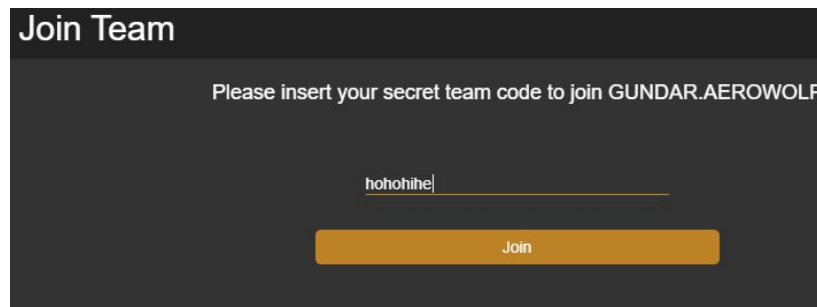 Join Team
Please insert your secret team code to join GUNDAR.AEROWOLF
hohohihe
Join